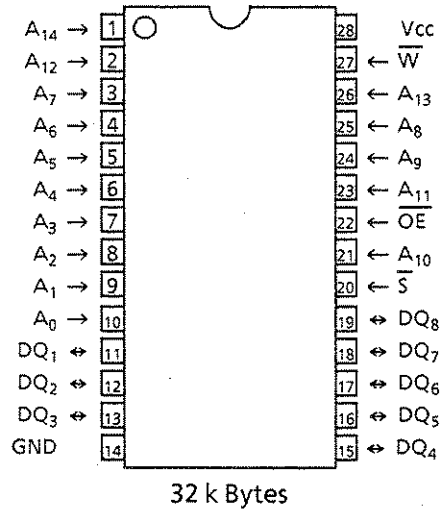 A14 → 1 28 Vcc
A12 → 2 27 ← W̅
A7 → 3 26 ← A13
A6 → 4 25 ← A8
A5 → 5 24 ← A9
A4 → 6 23 ← A11
A3 → 7 22 ← O̅E̅
A2 → 8 21 ← A10
A1 → 9 20 ← S̅
A0 → 10 19 ↔ DQ8
DQ1 ↔ 11 18 ↔ DQ7
DQ2 ↔ 12 17 ↔ DQ6
DQ3 ↔ 13 16 ↔ DQ5
GND 14 15 ↔ DQ4
32 k Bytes